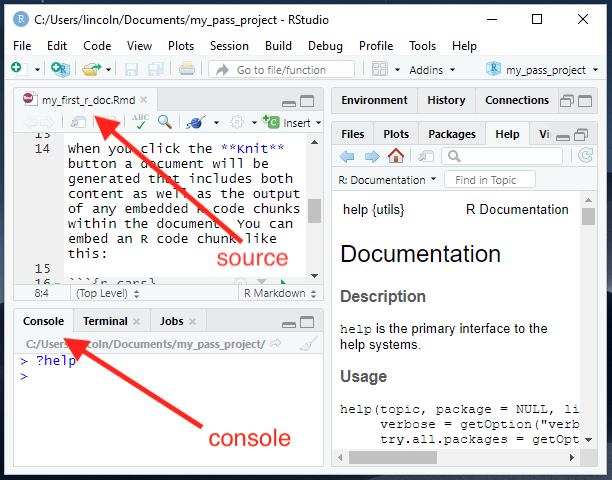 C:/Users/lincoln/Documents/my_pass_project - RStudio
File Edit Code View Plots Session Build Debug Profile Tools Help
Go to file/function Addins my_pass_project
my_first_r_doc.Rmd
ABC Insert
13
14 when you click the **Knit**
button a document will be
generated that includes both
content as well as the output
of any embedded R code chunks
within the document. You can
embed an R code chunk like
this:
15
16 ```{r cars}
source
8:4 (Top Level) R Markdown
Console Terminal Jobs
C:/Users/lincoln/Documents/my_pass_project/
> ?help
>
console
Environment History Connections
Files Plots Packages Help Vi
R: Documentation Find in Topic
help {utils} R Documentation
Documentation
Description
help is the primary interface to the
help systems.
Usage
help(topic, package = NULL, li
verbose = getOption("verb
try.all.packages = getOpt